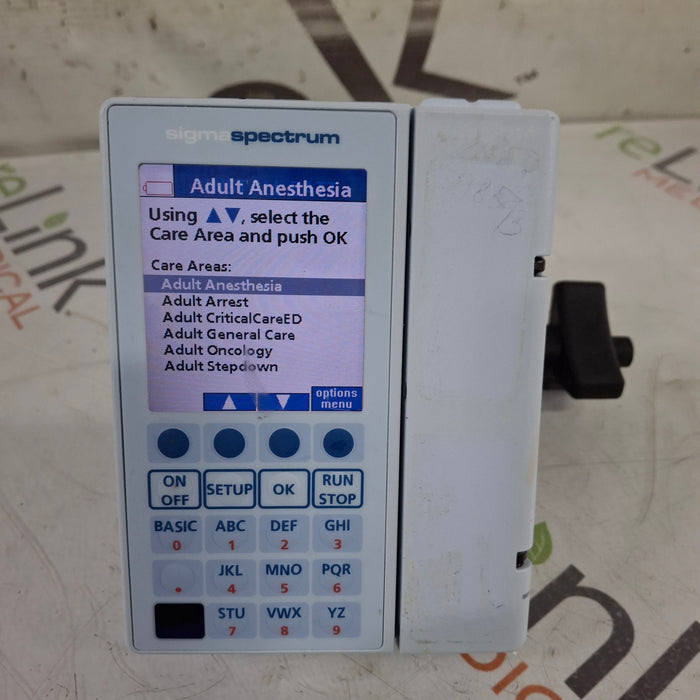 sigmaspectrum
Adult Anesthesia
Using ▲▼, select the
Care Area and push OK
Care Areas:
Adult Anesthesia
Adult Arrest
Adult CriticalCareED
Adult General Care
Adult Oncology
Adult Stepdown
options
menu
ON
OFF
SETUP
OK
RUN
STOP
BASIC ABC DEF GHI
0 1 2 3
JKL MNO PQR
. 4 5 6
STU VWX YZ
7 8 9
reLink
MEDICAL